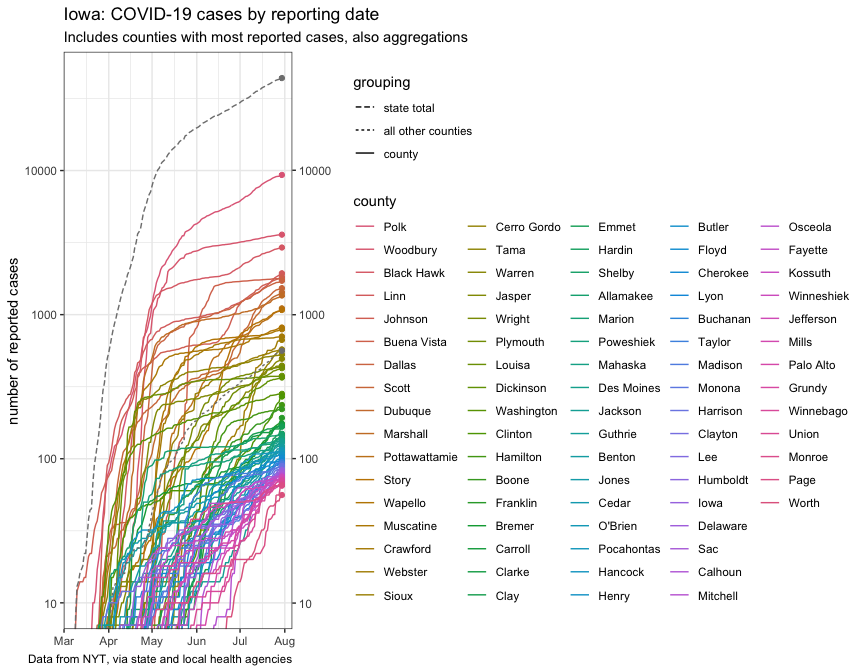 Iowa: COVID-19 cases by reporting date
Includes counties with most reported cases, also aggregations
number of reported cases
10000
1000
100
10
10000
1000
100
10
Mar Apr May Jun Jul Aug
Data from NYT, via state and local health agencies
grouping
state total
all other counties
county
county
Polk
Woodbury
Black Hawk
Linn
Johnson
Buena Vista
Dallas
Scott
Dubuque
Marshall
Pottawattamie
Story
Wapello
Muscatine
Crawford
Webster
Sioux
Cerro Gordo
Tama
Warren
Jasper
Wright
Plymouth
Louisa
Dickinson
Washington
Clinton
Hamilton
Boone
Franklin
Bremer
Carroll
Clarke
Clay
Emmet
Hardin
Shelby
Allamakee
Marion
Poweshiek
Mahaska
Des Moines
Jackson
Guthrie
Benton
Jones
Cedar
O'Brien
Pocahontas
Hancock
Henry
Butler
Floyd
Cherokee
Lyon
Buchanan
Taylor
Madison
Monona
Harrison
Clayton
Lee
Humboldt
Iowa
Delaware
Sac
Calhoun
Mitchell
Osceola
Fayette
Kossuth
Winneshiek
Jefferson
Mills
Palo Alto
Grundy
Winnebago
Union
Monroe
Page
Worth